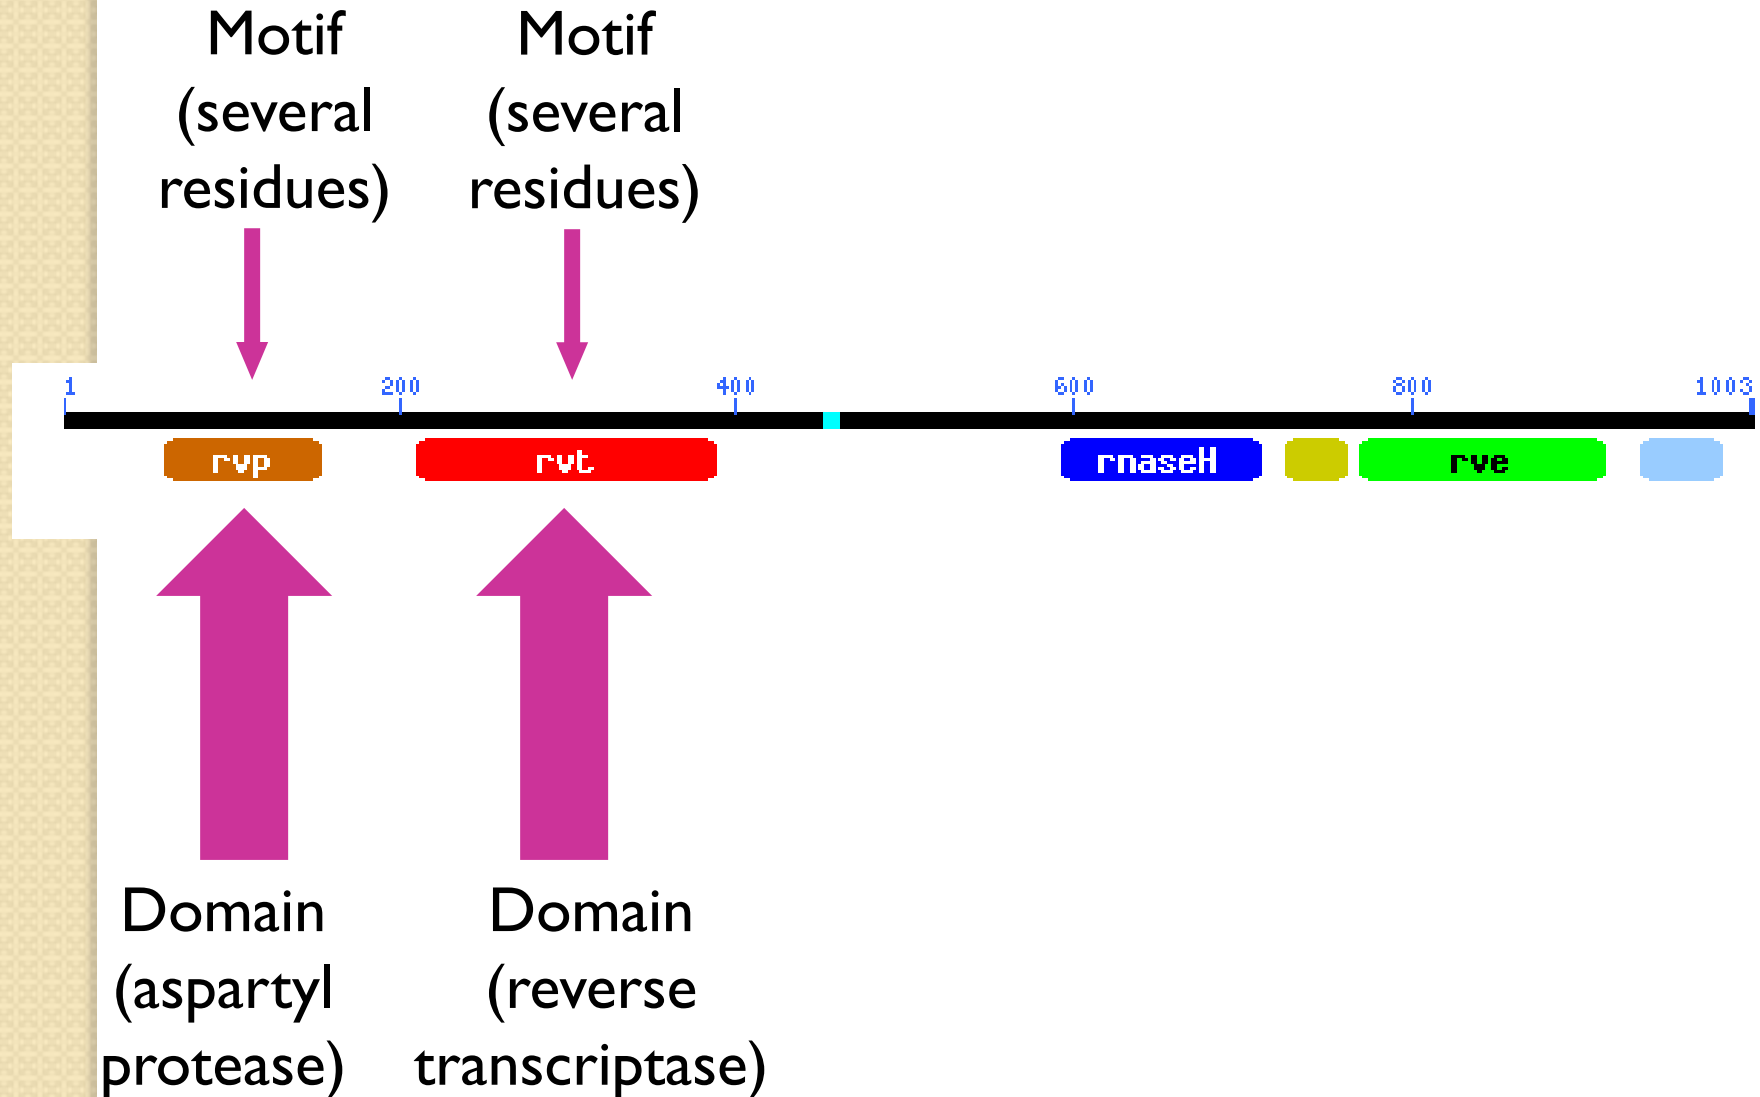 Motif
(several
residues)
Motif
(several
residues)
1 200 400 600 800 1003
rvp rvt rnaseH rve
Domain
(aspartyl
protease)
Domain
(reverse
transcriptase)